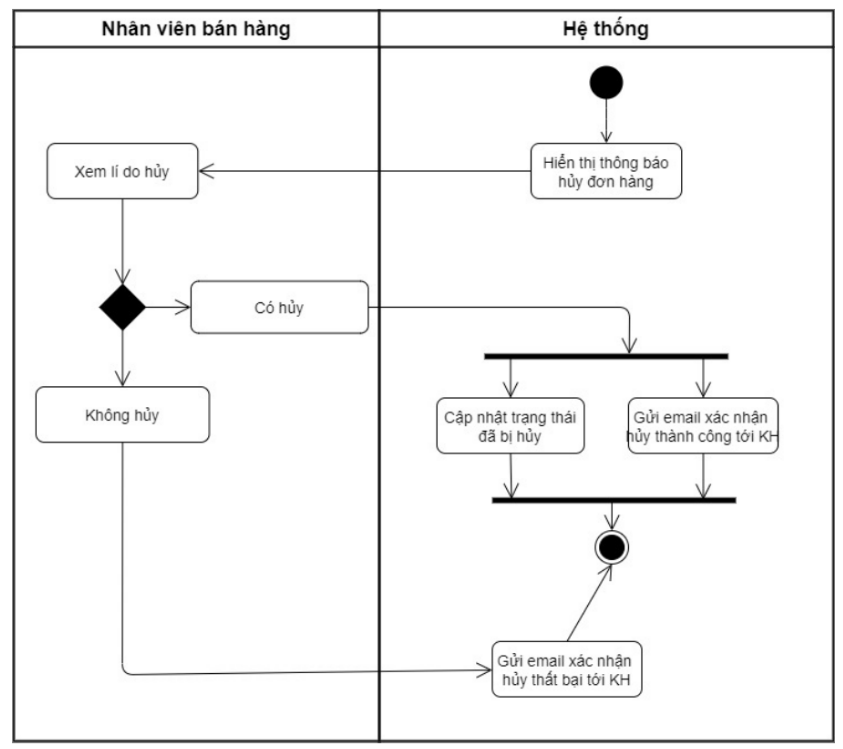 Nhân viên bán hàng
Hệ thống
Hiển thị thông báo
hủy đơn hàng
Xem lí do hủy
Có hủy
Không hủy
Cập nhật trạng thái
đã bị hủy
Gửi email xác nhận
hủy thành công tới KH
Gửi email xác nhận
hủy thất bại tới KH